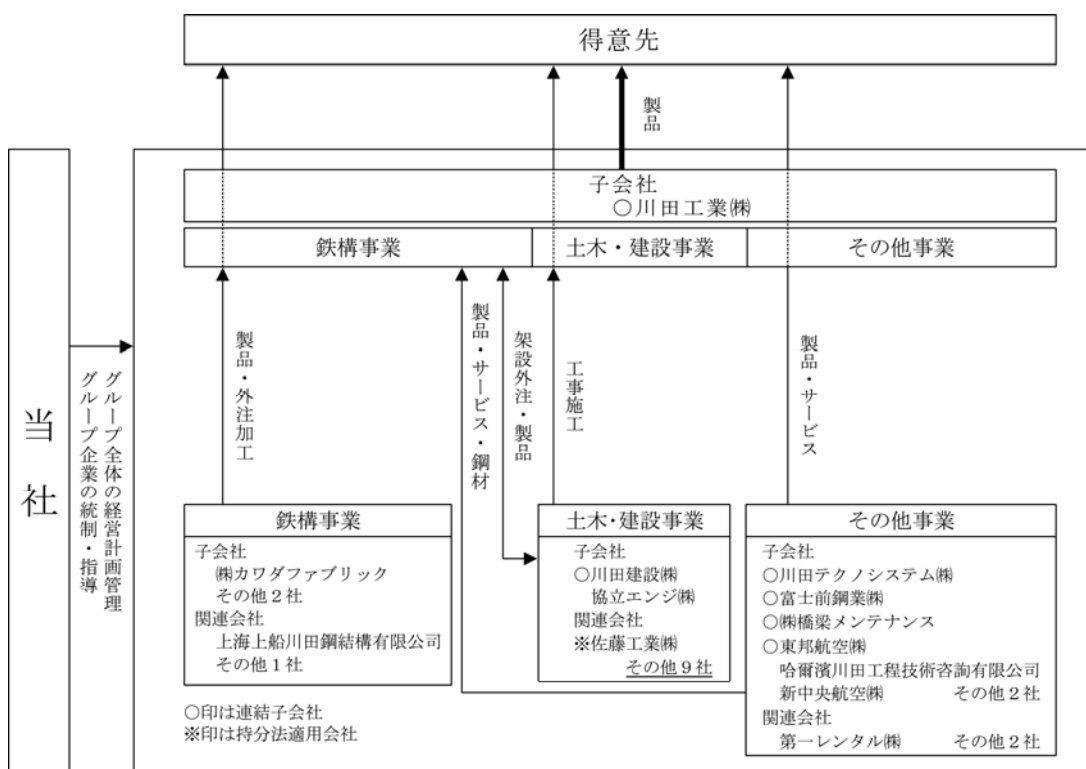 得意先
製品
子会社
○川田工業㈱
鉄構事業
土木・建設事業
その他事業
当社
グループ全体の経営計画管理
グループ企業の統制・指導
製品・外注加工
製品・サービス・鋼材
架設外注・製品
工事施工
製品・サービス
鉄構事業
子会社
㈱カワダファブリック
その他2社
関連会社
上海上船川田鋼結構有限公司
その他1社
土木・建設事業
子会社
○川田建設㈱
協立エンジ㈱
関連会社
※佐藤工業㈱
その他9社
その他事業
子会社
○川田テクノシステム㈱
○富士前鋼業㈱
○㈱橋梁メンテナンス
○東邦航空㈱
哈爾濱川田工程技術咨詢有限公司
新中央航空㈱ その他2社
関連会社
第一レンタル㈱ その他2社
○印は連結子会社
※印は持分法適用会社